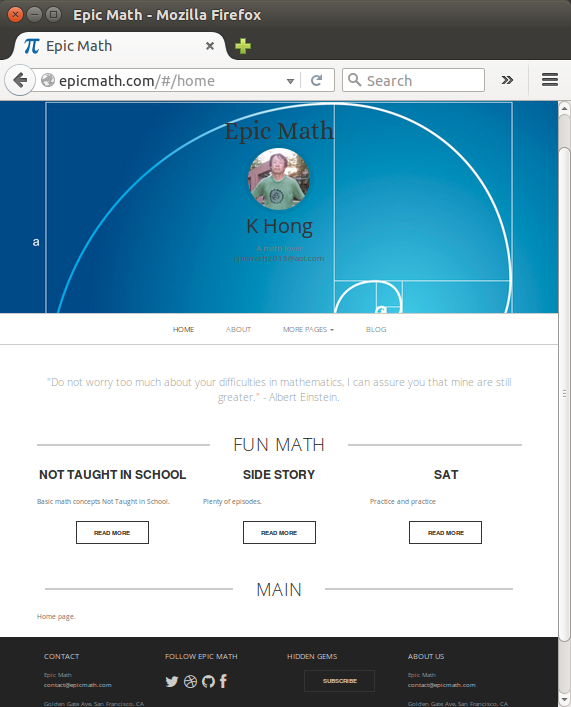 Epic Math - Mozilla Firefox
Epic Math
epicmath.com/#/home
Search
Epic Math
K Hong
a
A math lover
HOME ABOUT MORE PAGES BLOG
"Do not worry too much about your difficulties in mathematics, I can assure you that mine are still
greater." - Albert Einstein.
FUN MATH
NOT TAUGHT IN SCHOOL SIDE STORY SAT
Basic math concepts Not Taught in School. Plenty of episodes. Practice and practice
READ MORE READ MORE READ MORE
MAIN
Home page.
CONTACT FOLLOW EPIC MATH HIDDEN GEMS ABOUT US
Epic Math Epic Math
contact@epicmath.com SUBSCRIBE contact@epicmath.com
Golden Gate Ave, San Francisco, CA Golden Gate Ave, San Francisco, CA